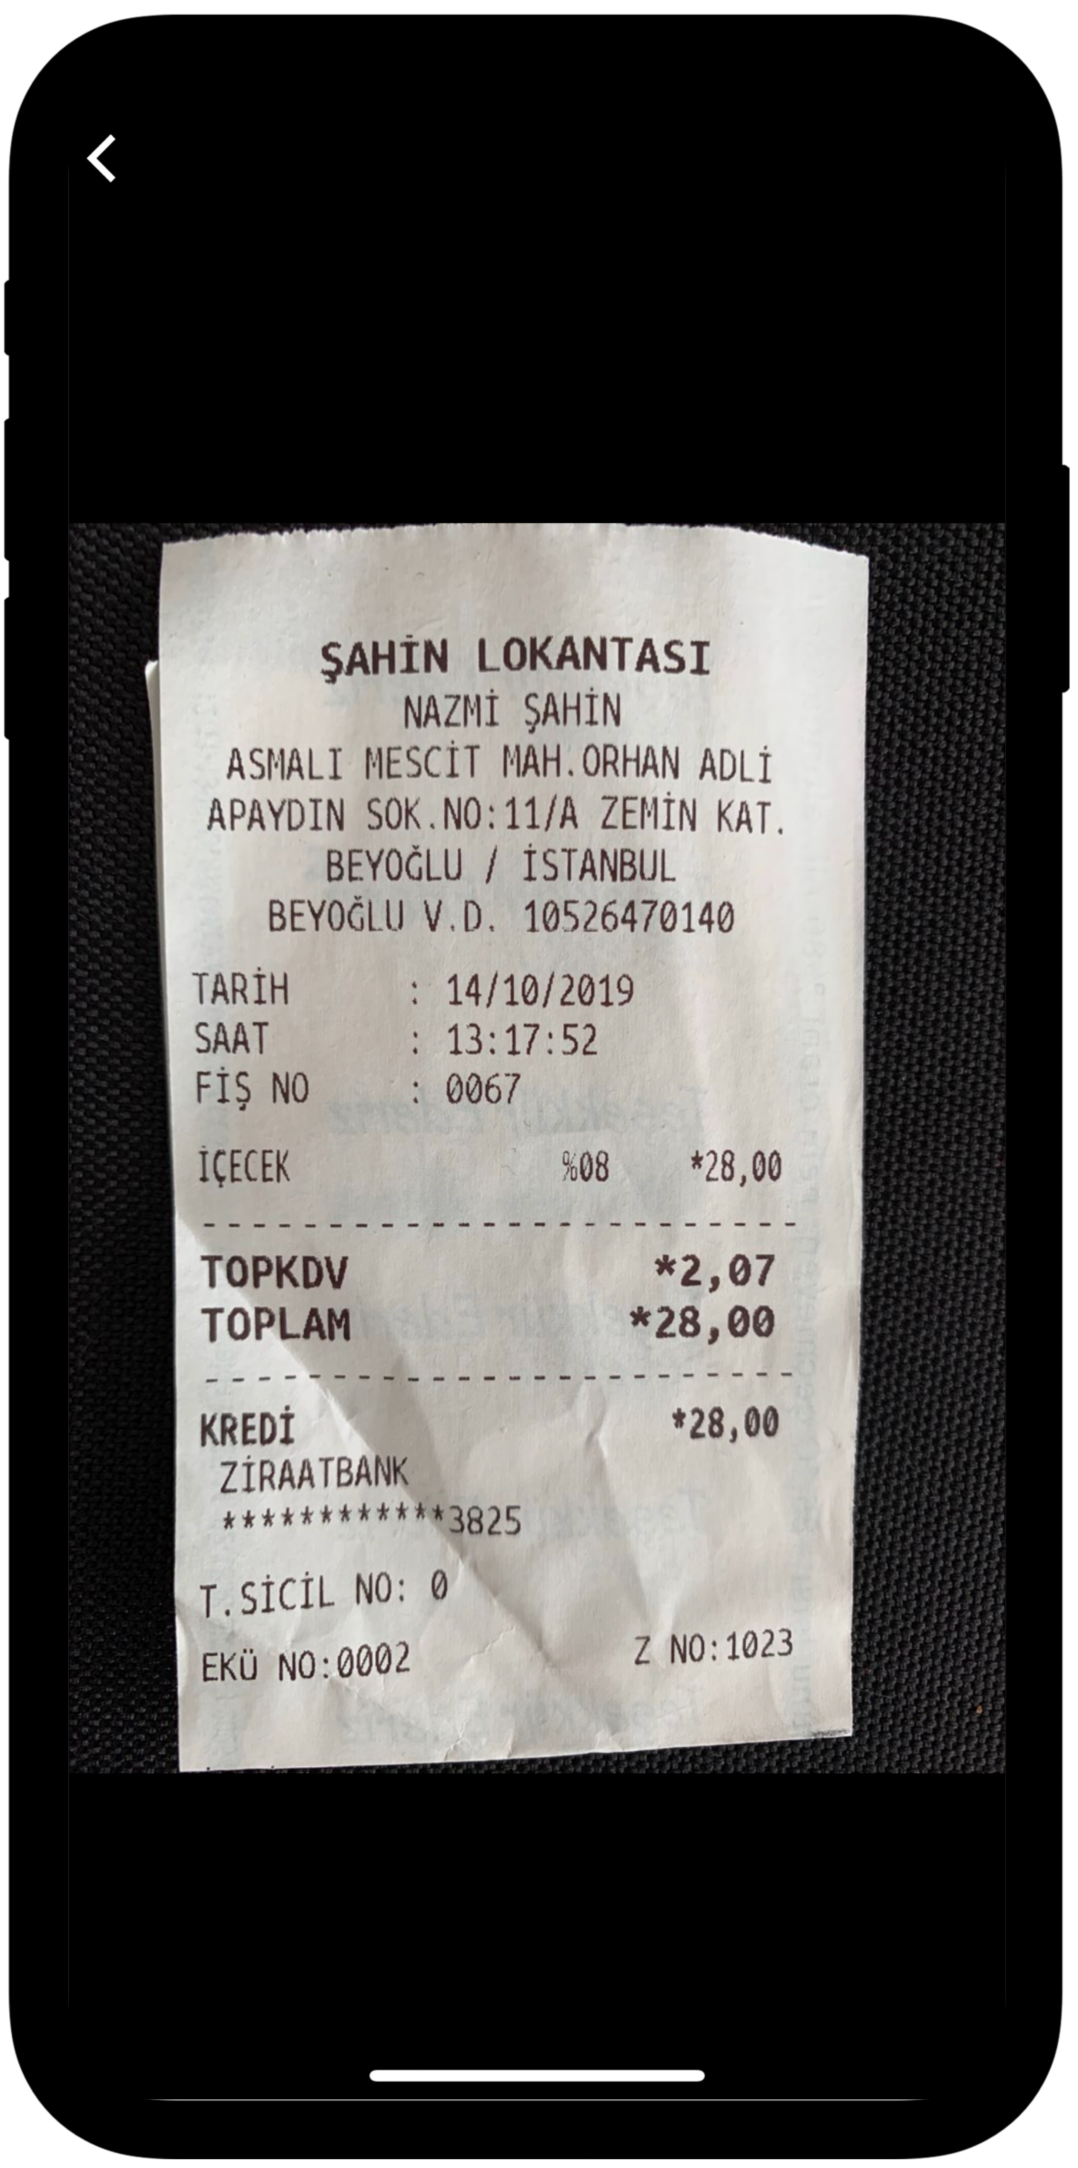 ŞAHİN LOKANTASI
NAZMİ ŞAHİN
ASMALI MESCİT MAH.ORHAN ADLİ
APAYDIN SOK.NO:11/A ZEMİN KAT.
BEYOĞLU / İSTANBUL
BEYOĞLU V.D. 10526470140
TARİH : 14/10/2019
SAAT : 13:17:52
FİŞ NO : 0067
İÇECEK %08 *28,00
TOPKDV *2,07
TOPLAM *28,00
KREDİ *28,00
ZİRAATBANK
************3825
T.SİCİL NO: 0
EKÜ NO:0002 Z NO:1023